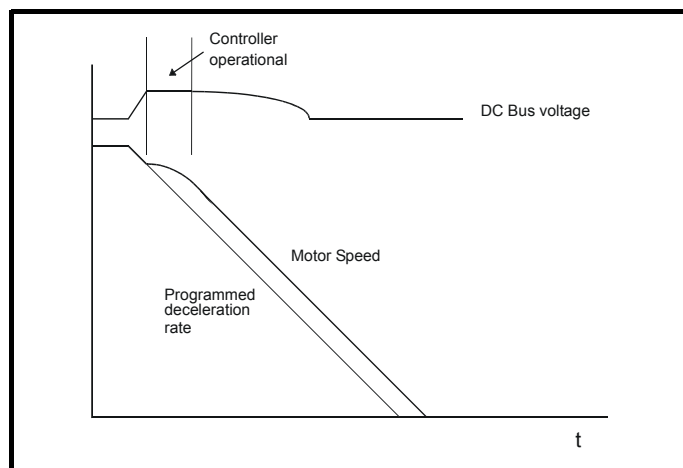 Controller
operational
DC Bus voltage
Motor Speed
Programmed
deceleration
rate
t